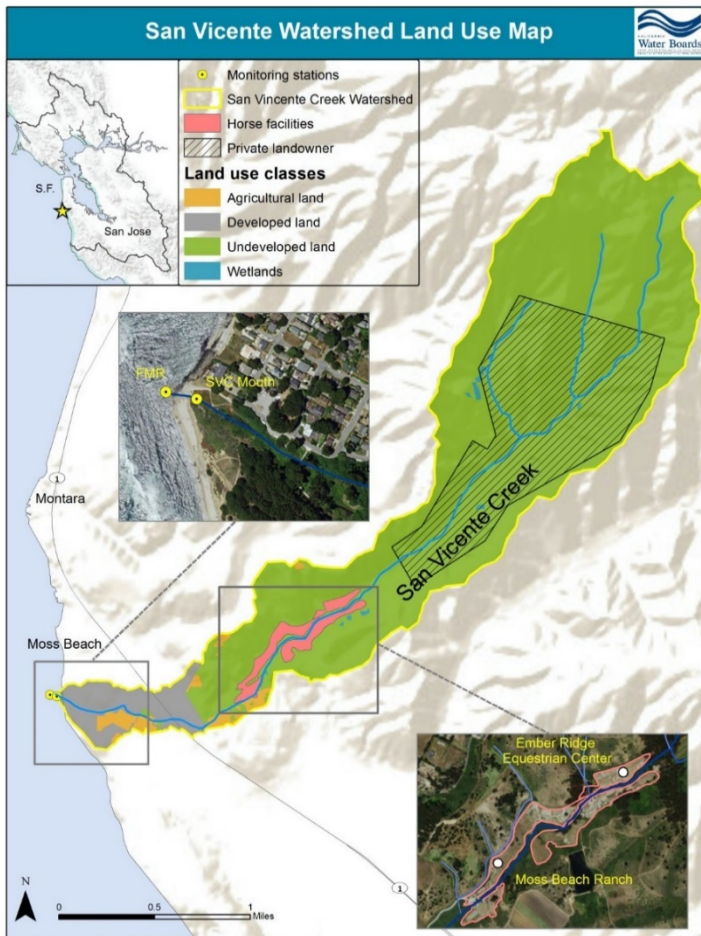 San Vicente Watershed Land Use Map
CALIFORNIA
Water Boards
Monitoring stations
San Vincente Creek Watershed
Horse facilities
Private landowner
Land use classes
Agricultural land
Developed land
Undeveloped land
Wetlands
S.F.
San Jose
FMR
SVC Mouth
1
Montara
San Vicente Creek
Moss Beach
Ember Ridge
Equestrian Center
Moss Beach Ranch
1
N
0 0.5 1
Miles